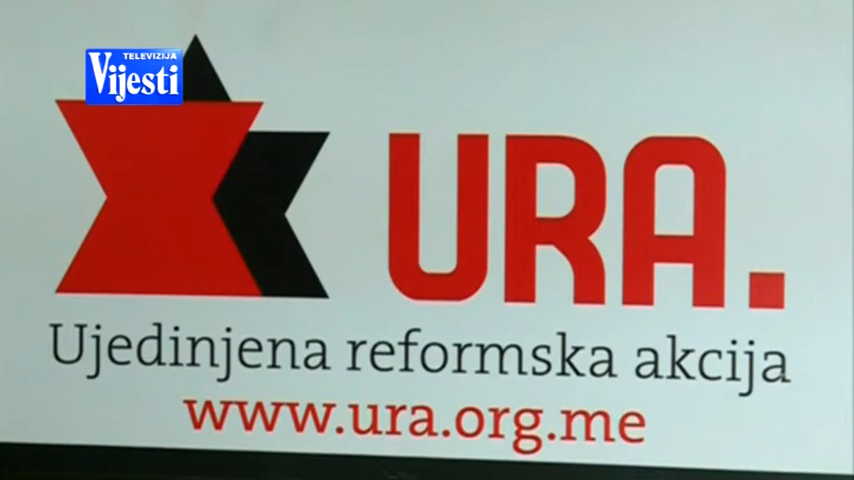 TELEVIZIJA
Vijesti
URA.
Ujedinjena reformska akcija
www.ura.org.me